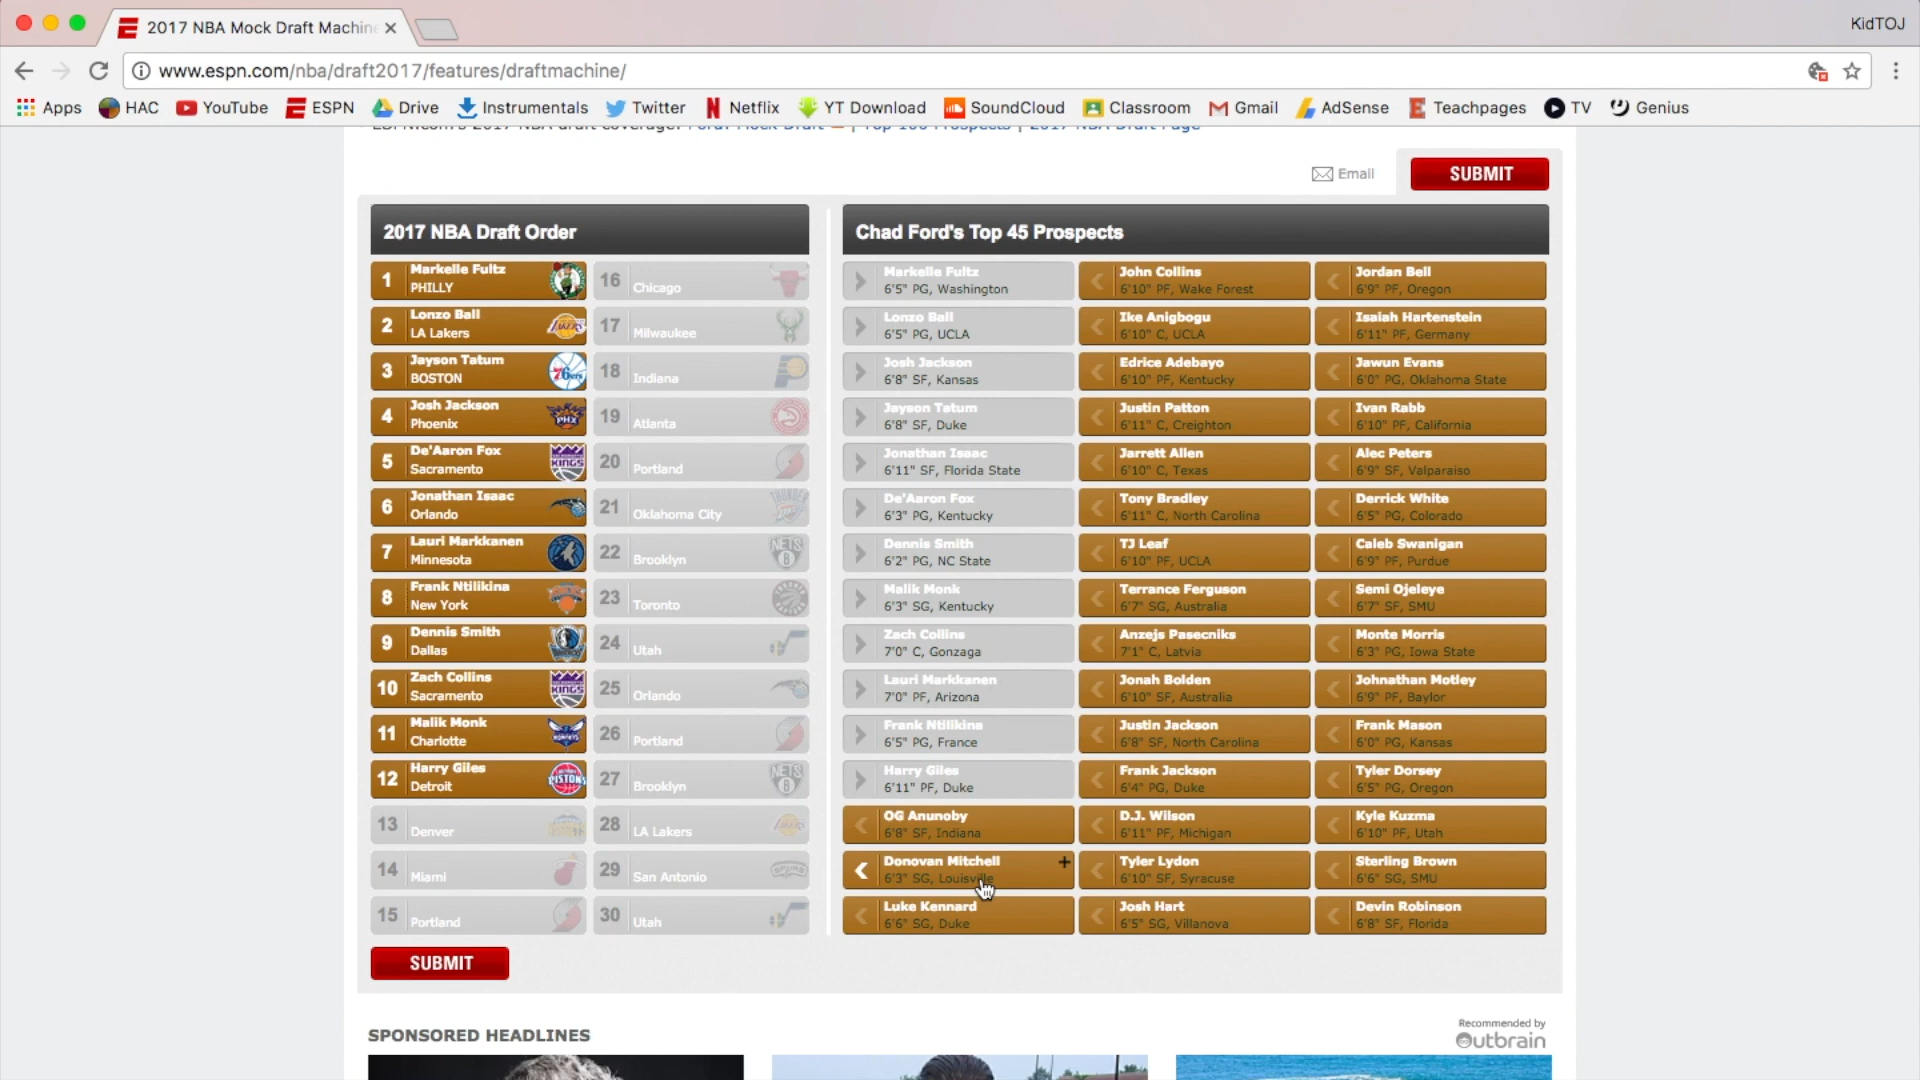 2017 NBA Mock Draft Machine
KidTOJ
www.espn.com/nba/draft2017/features/draftmachine/
Apps HAC YouTube ESPN Drive Instrumentals Twitter Netflix YT Download SoundCloud Classroom Gmail AdSense Teachpages TV Genius
ESPN.com's 2017 NBA draft coverage: Ford: Mock Draft | Top 100 Prospects | 2017 NBA Draft Page
Email
SUBMIT
2017 NBA Draft Order
1 Markelle Fultz
PHILLY
2 Lonzo Ball
LA Lakers
3 Jayson Tatum
BOSTON
4 Josh Jackson
Phoenix
5 De'Aaron Fox
Sacramento
6 Jonathan Isaac
Orlando
7 Lauri Markkanen
Minnesota
8 Frank Ntilikina
New York
9 Dennis Smith
Dallas
10 Zach Collins
Sacramento
11 Malik Monk
Charlotte
12 Harry Giles
Detroit
13 Denver
14 Miami
15 Portland
16 Chicago
17 Milwaukee
18 Indiana
19 Atlanta
20 Portland
21 Oklahoma City
22 Brooklyn
23 Toronto
24 Utah
25 Orlando
26 Portland
27 Brooklyn
28 LA Lakers
29 San Antonio
30 Utah
SUBMIT
Chad Ford's Top 45 Prospects
Markelle Fultz
6'5" PG, Washington
Lonzo Ball
6'5" PG, UCLA
Josh Jackson
6'8" SF, Kansas
Jayson Tatum
6'8" SF, Duke
Jonathan Isaac
6'11" SF, Florida State
De'Aaron Fox
6'3" PG, Kentucky
Dennis Smith
6'2" PG, NC State
Malik Monk
6'3" SG, Kentucky
Zach Collins
7'0" C, Gonzaga
Lauri Markkanen
7'0" PF, Arizona
Frank Ntilikina
6'5" PG, France
Harry Giles
6'11" PF, Duke
OG Anunoby
6'8" SF, Indiana
Donovan Mitchell
6'3" SG, Louisville
Luke Kennard
6'6" SG, Duke
John Collins
6'10" PF, Wake Forest
Ike Anigbogu
6'10" C, UCLA
Edrice Adebayo
6'10" PF, Kentucky
Justin Patton
6'11" C, Creighton
Jarrett Allen
6'10" C, Texas
Tony Bradley
6'11" C, North Carolina
TJ Leaf
6'10" PF, UCLA
Terrance Ferguson
6'7" SG, Australia
Anzejs Pasecniks
7'1" C, Latvia
Jonah Bolden
6'10" SF, Australia
Justin Jackson
6'8" SF, North Carolina
Frank Jackson
6'4" PG, Duke
D.J. Wilson
6'11" PF, Michigan
Tyler Lydon
6'10" SF, Syracuse
Josh Hart
6'5" SG, Villanova
Jordan Bell
6'9" PF, Oregon
Isaiah Hartenstein
6'11" PF, Germany
Jawun Evans
6'0" PG, Oklahoma State
Ivan Rabb
6'10" PF, California
Alec Peters
6'9" SF, Valparaiso
Derrick White
6'5" PG, Colorado
Caleb Swanigan
6'9" PF, Purdue
Semi Ojeleye
6'7" SF, SMU
Monte Morris
6'3" PG, Iowa State
Johnathan Motley
6'9" PF, Baylor
Frank Mason
6'0" PG, Kansas
Tyler Dorsey
6'5" PG, Oregon
Kyle Kuzma
6'10" PF, Utah
Sterling Brown
6'6" SG, SMU
Devin Robinson
6'8" SF, Florida
SPONSORED HEADLINES
Recommended by
Outbrain